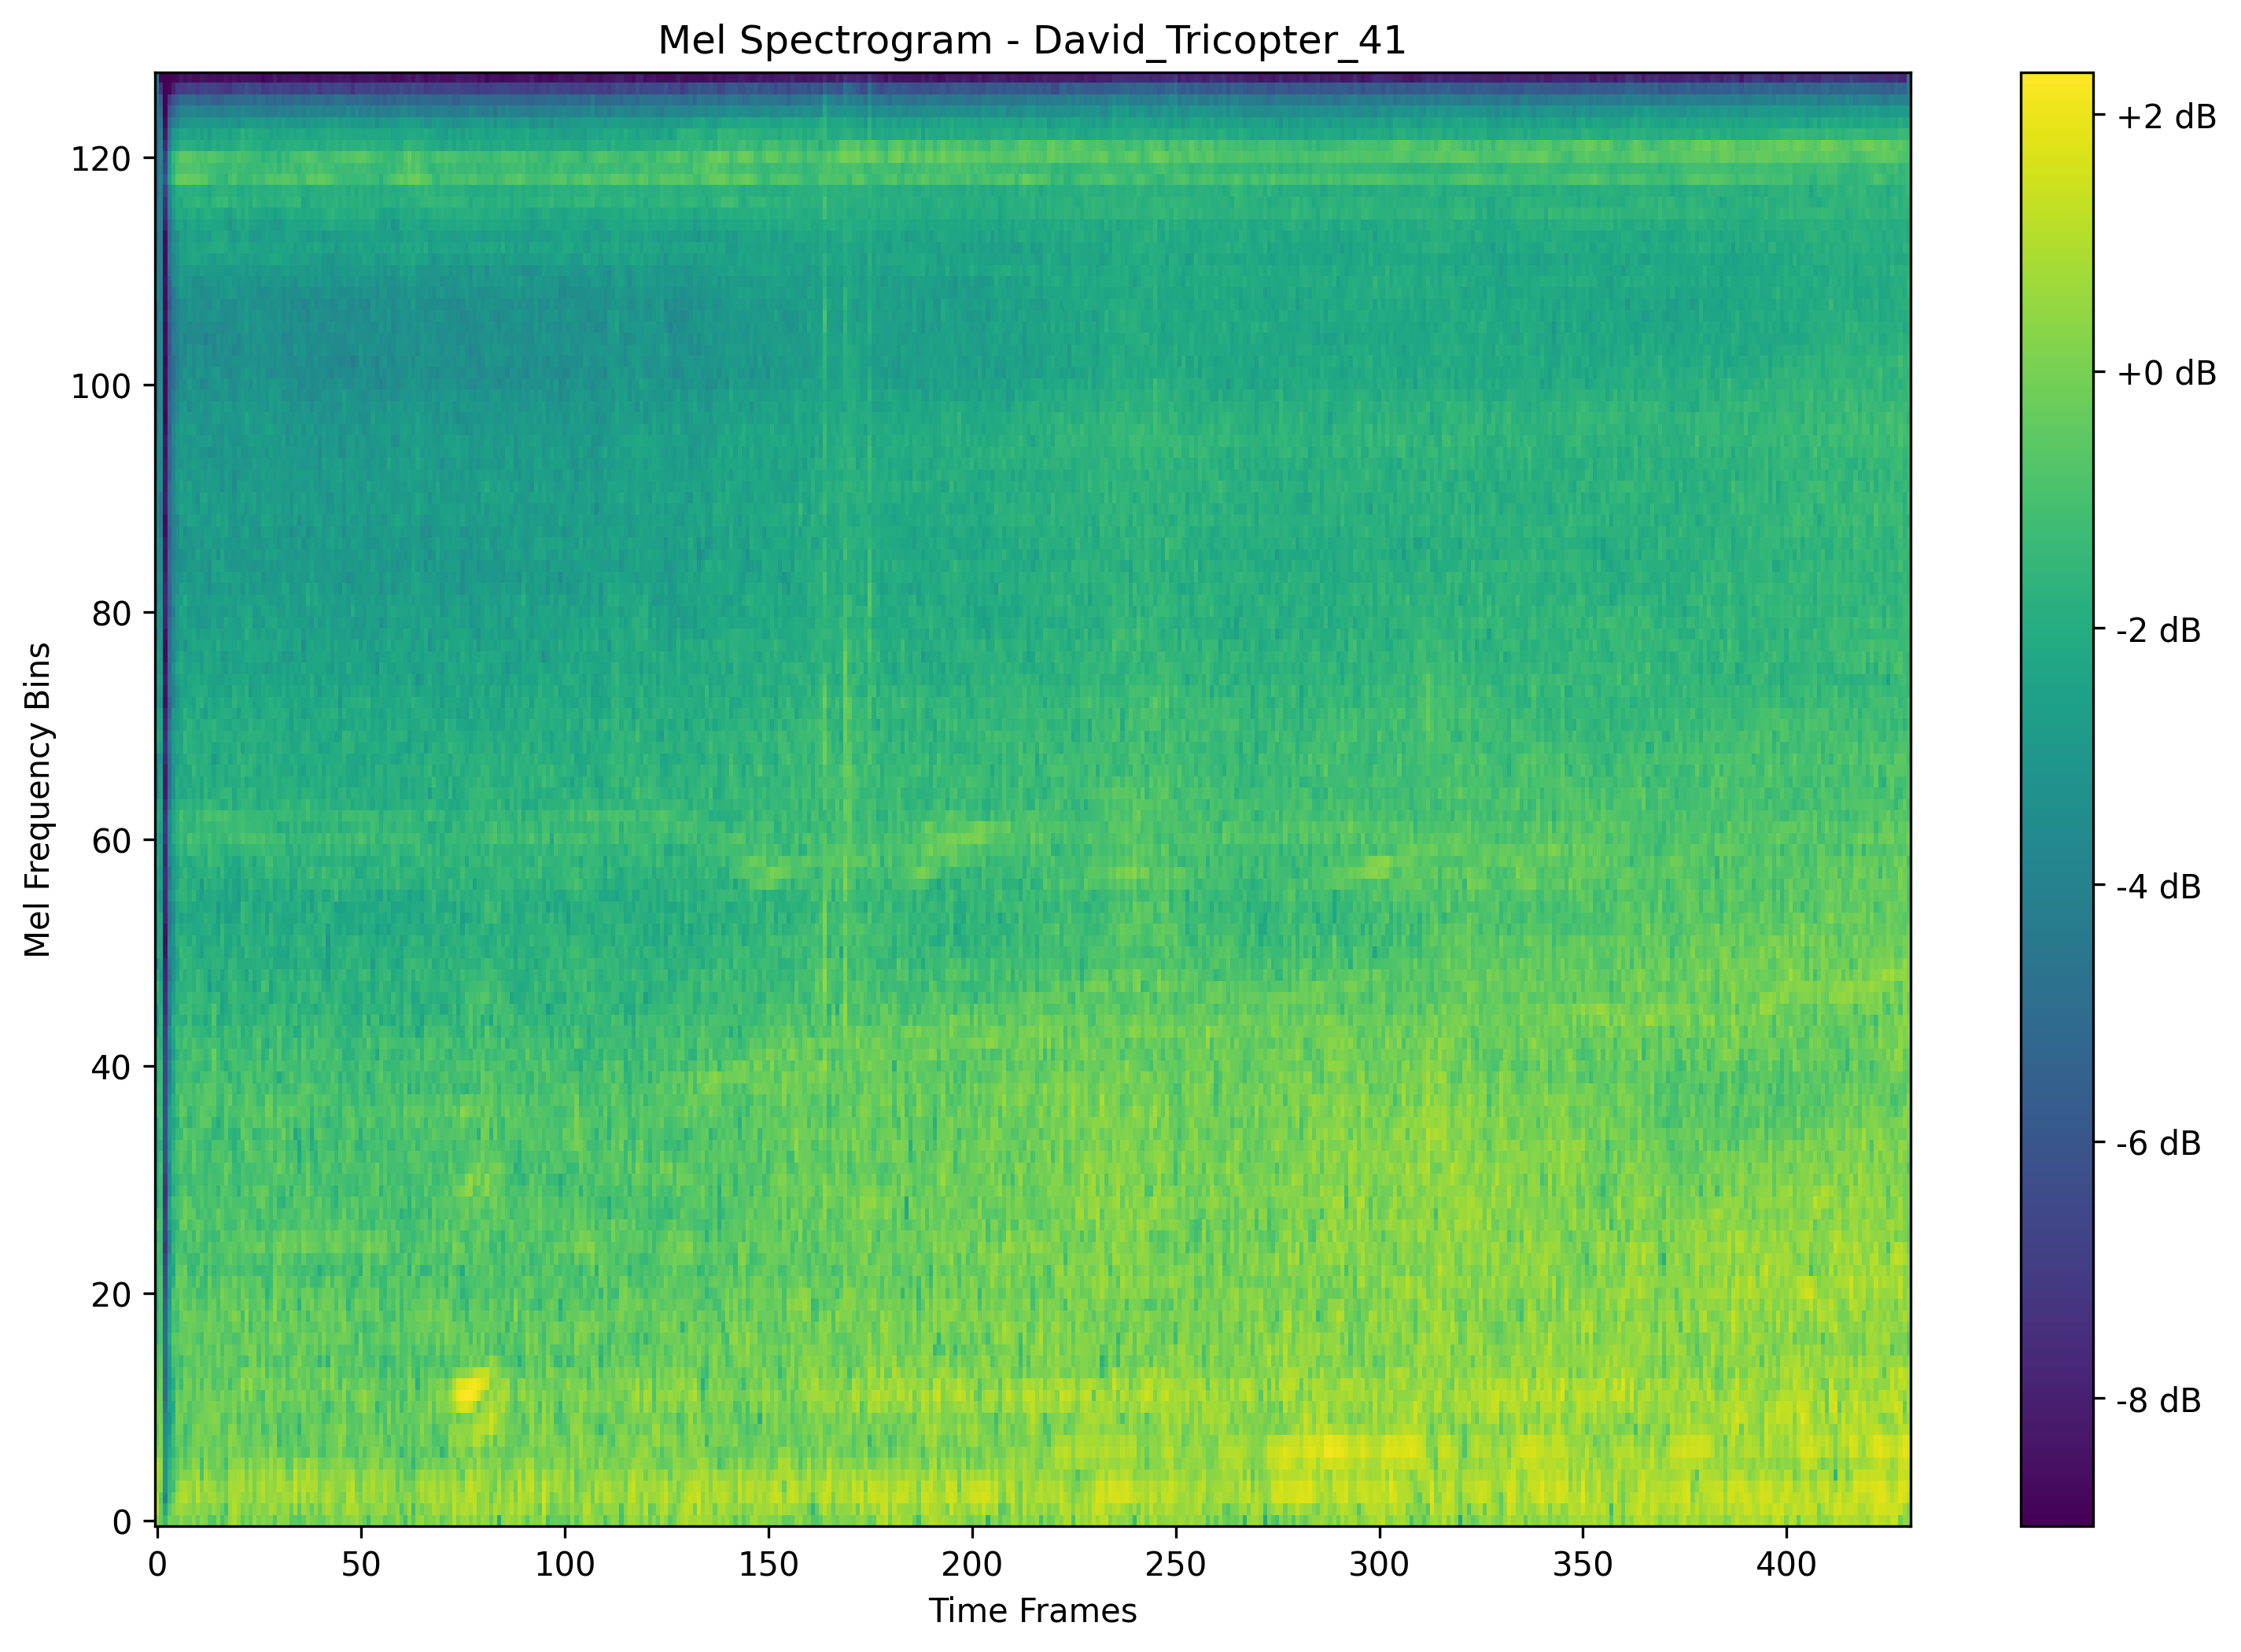 Mel Spectrogram - David_Tricopter_41
Mel Frequency Bins
120
100
80
60
40
20
0
0 50 100 150 200 250 300 350 400
Time Frames
+2 dB
+0 dB
-2 dB
-4 dB
-6 dB
-8 dB